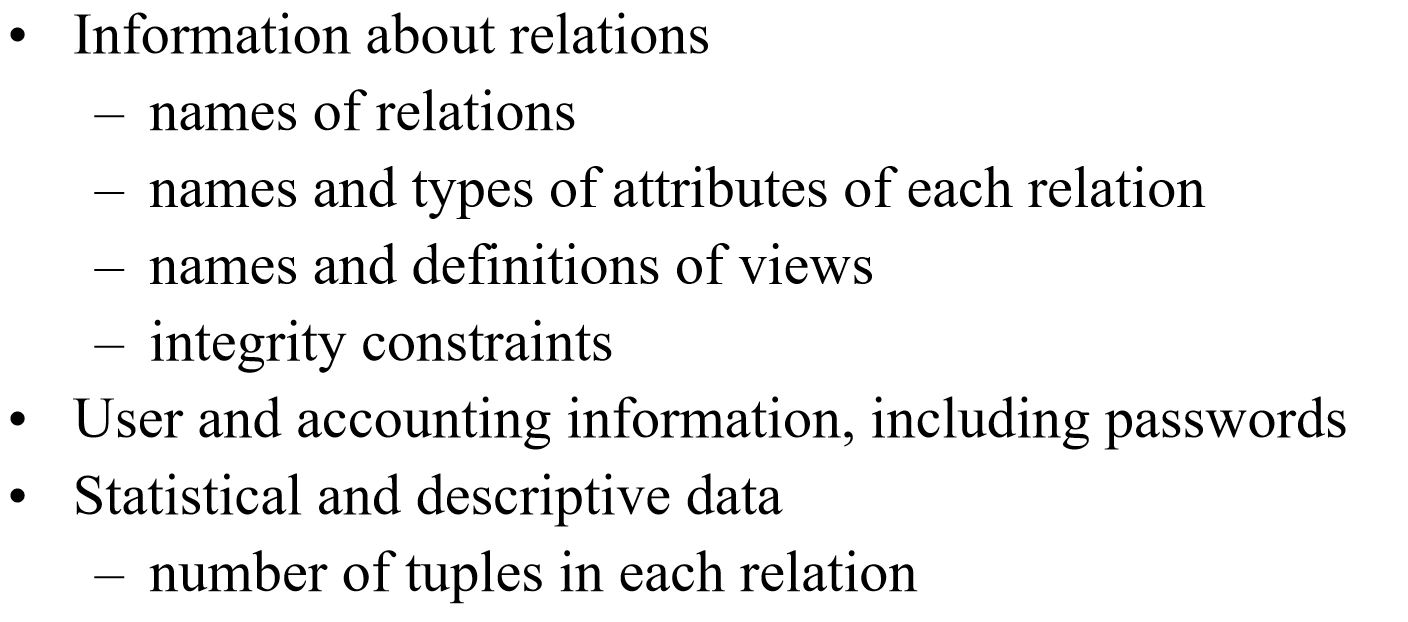 • Information about relations
– names of relations
– names and types of attributes of each relation
– names and definitions of views
– integrity constraints
• User and accounting information, including passwords
• Statistical and descriptive data
– number of tuples in each relation